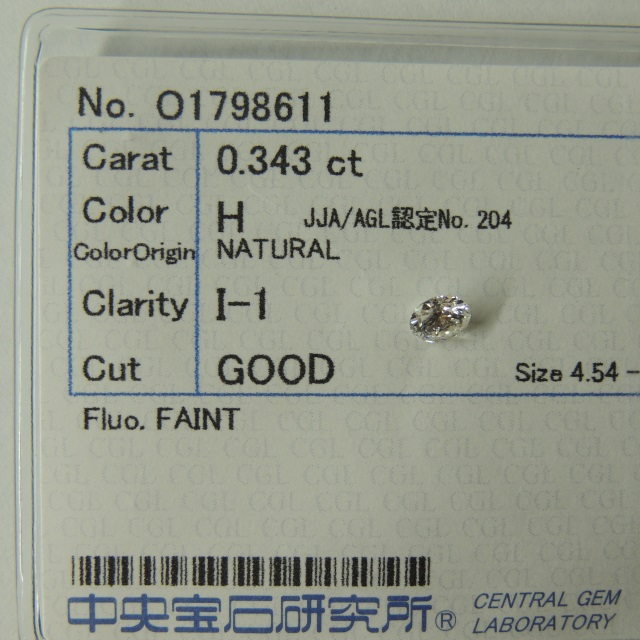 No. O1798611
Carat 0.343 ct
Color H JJA/AGL認定No. 204
ColorOrigin NATURAL
Clarity I-1
Cut GOOD Size 4.54 -
Fluo. FAINT
中央宝石研究所® CENTRAL GEM
LABORATORY
CGL